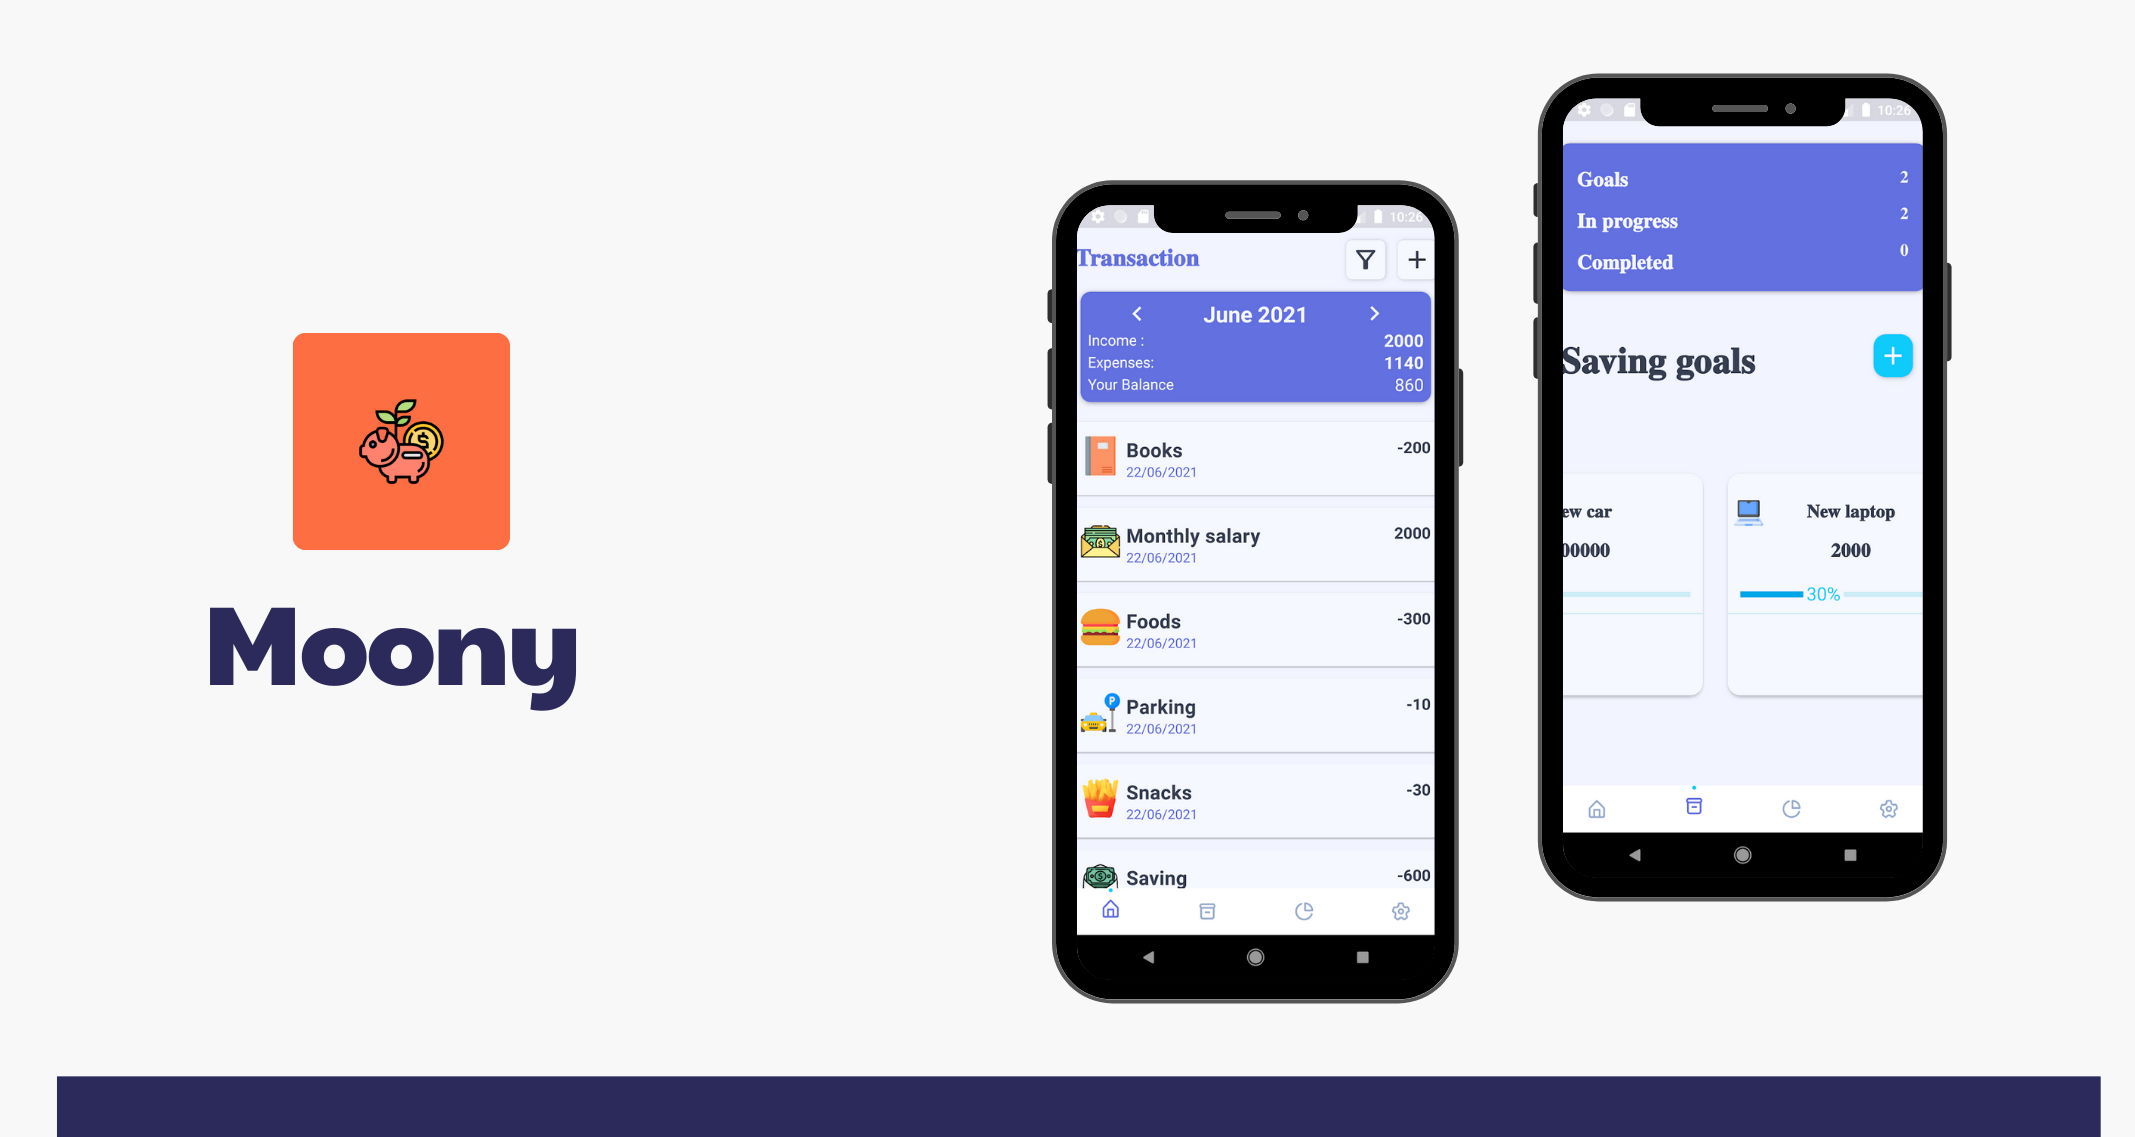 Moony
10:26
Transaction
June 2021
Income : 2000
Expenses: 1140
Your Balance 860
Books -200
22/06/2021
Monthly salary 2000
22/06/2021
Foods -300
22/06/2021
Parking -10
22/06/2021
Snacks -30
22/06/2021
Saving -600
10:26
Goals 2
In progress 2
Completed 0
Saving goals
ew car
00000
New laptop
2000
30%